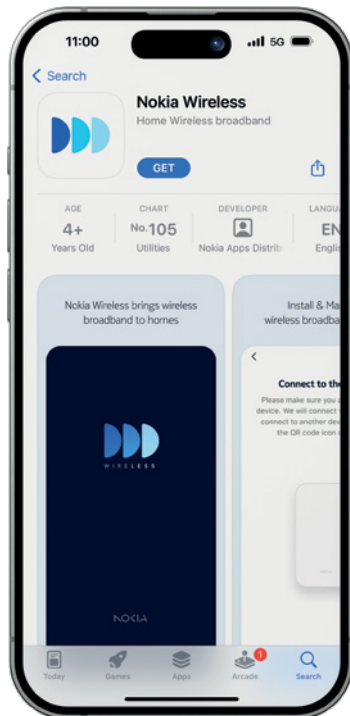 11:00
5G
Search
Nokia Wireless
Home Wireless broadband
GET
AGE
4+
Years Old
CHART
No.105
Utilities
DEVELOPER
Nokia Apps Distrib
LANGU
EN
Englis
Nokia Wireless brings wireless
broadband to homes
WIRELESS
NOKIA
Install & Ma
wireless broadba
Connect to the
Please make sure you a
device. We will connect
connect to another dev
the QR code icon
Today
Games
Apps
Arcade
1
Search